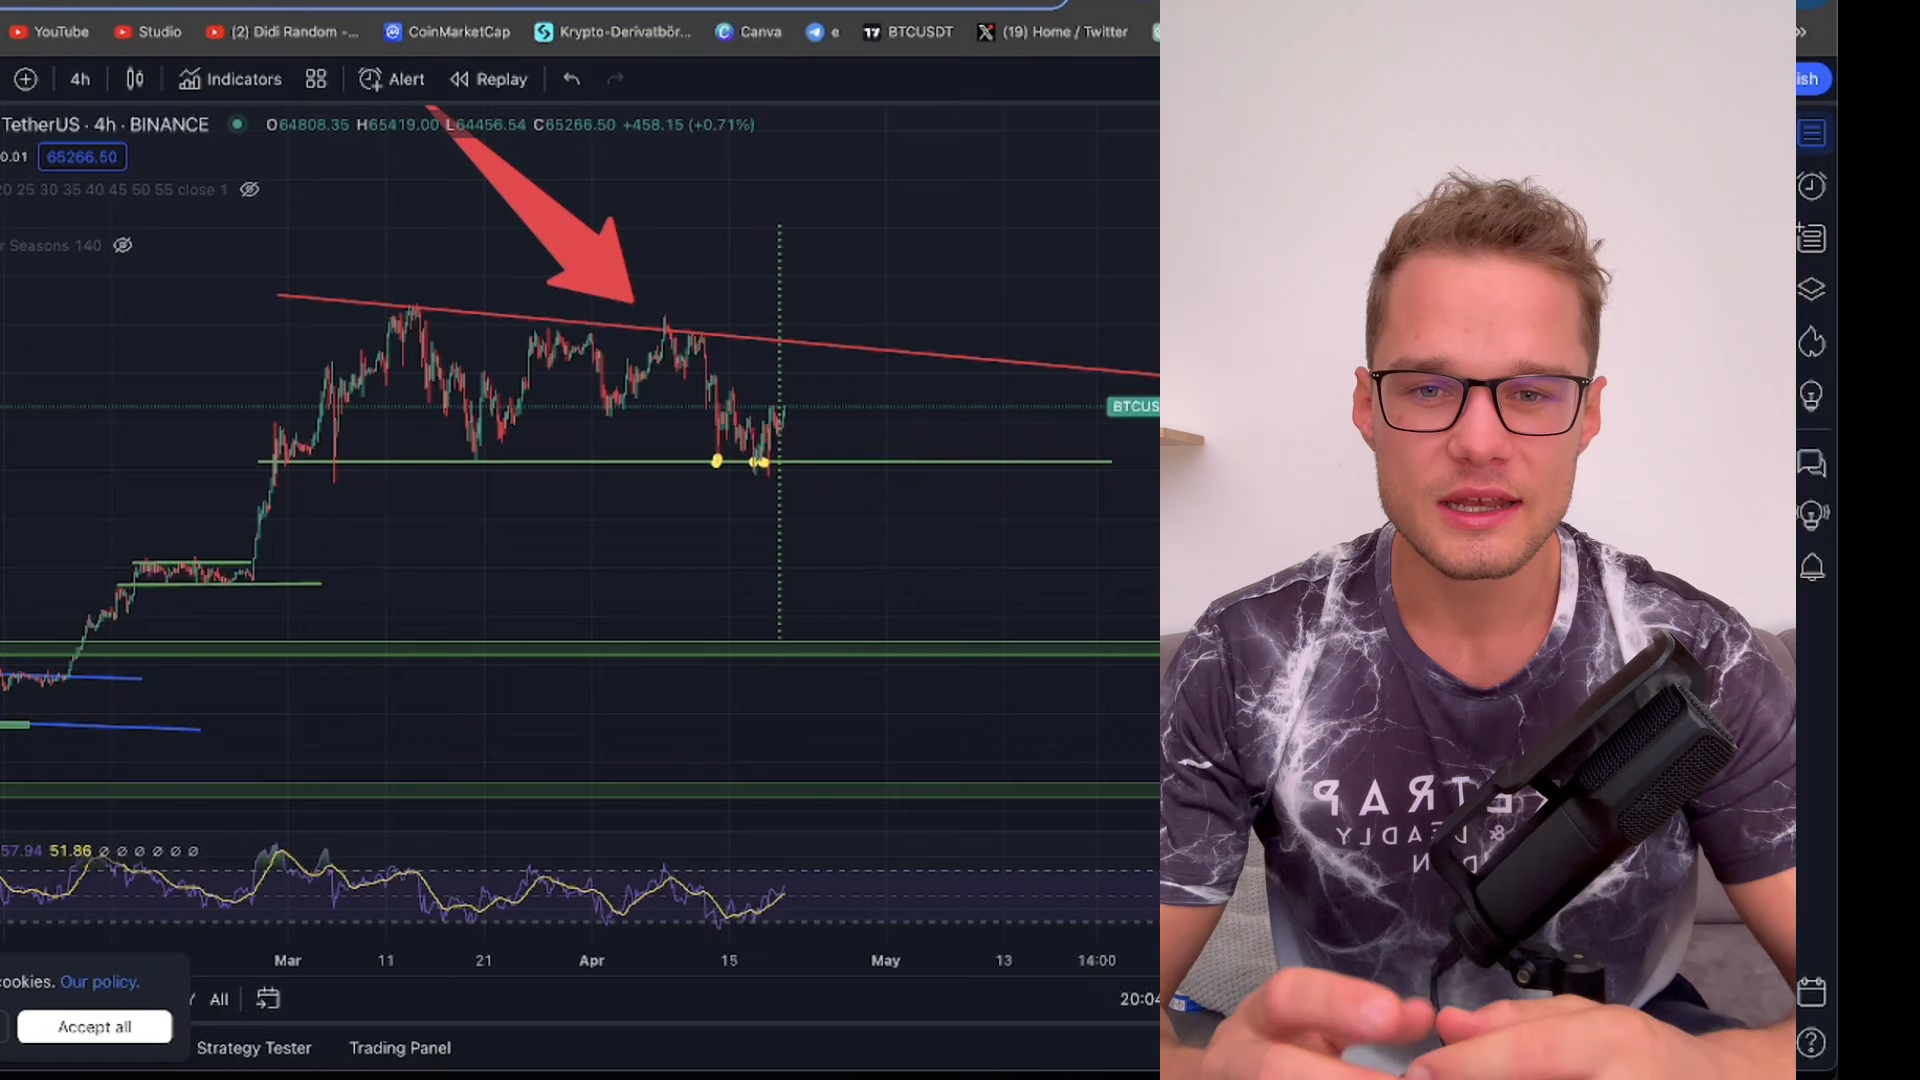 YouTube Studio (2) Didi Random -... CoinMarketCap Krypto-Derivatbör... Canva e BTCUSDT (19) Home / Twitter »
4h Indicators Alert Replay ish
TetherUS · 4h · BINANCE O64808.35 H65419.00 L64456.54 C65266.50 +458.15 (+0.71%)
0.01 65266.50
20 25 30 35 40 45 50 55 close 1
r Seasons 140
BTCUS
57.94 51.86 ø ø ø ø ø ø
Mar 11 21 Apr 15 May 13 14:00
cookies. Our policy.
All 20:04
Accept all
Strategy Tester Trading Panel
TRAP
& DEADLY